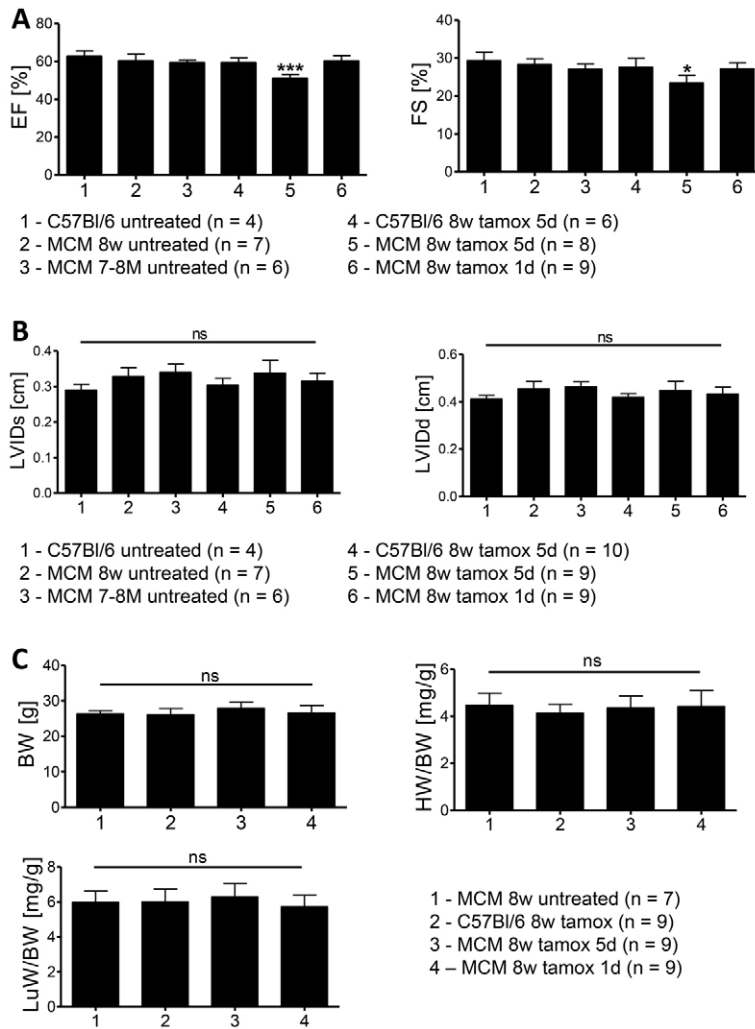 A
EF [%]
80
60
40
20
0
***
1 2 3 4 5 6
FS [%]
40
30
20
10
0
*
1 2 3 4 5 6
1 - C57Bl/6 untreated (n = 4)
2 - MCM 8w untreated (n = 7)
3 - MCM 7-8M untreated (n = 6)
4 - C57Bl/6 8w tamox 5d (n = 6)
5 - MCM 8w tamox 5d (n = 8)
6 - MCM 8w tamox 1d (n = 9)
B
LVIDs [cm]
ns
0.4
0.3
0.2
0.1
0.0
1 2 3 4 5 6
LVIDd [cm]
ns
0.6
0.4
0.2
0.0
1 2 3 4 5 6
1 - C57Bl/6 untreated (n = 4)
2 - MCM 8w untreated (n = 7)
3 - MCM 7-8M untreated (n = 6)
4 - C57Bl/6 8w tamox 5d (n = 10)
5 - MCM 8w tamox 5d (n = 9)
6 - MCM 8w tamox 1d (n = 9)
C
BW [g]
ns
40
30
20
10
0
1 2 3 4
HW/BW [mg/g]
ns
6
4
2
0
1 2 3 4
LuW/BW [mg/g]
ns
8
6
4
2
0
1 2 3 4
1 - MCM 8w untreated (n = 7)
2 - C57Bl/6 8w tamox (n = 9)
3 - MCM 8w tamox 5d (n = 9)
4 – MCM 8w tamox 1d (n = 9)